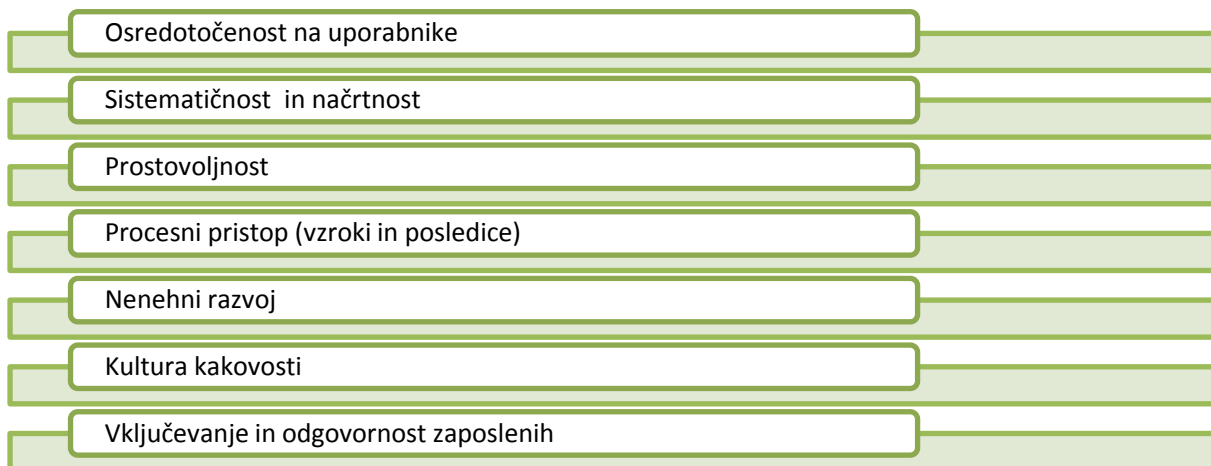 Osredotočenost na uporabnike
Sistematičnost  in načrtnost
Prostovoljnost
Procesni pristop (vzroki in posledice)
Nenehni razvoj
Kultura kakovosti
Vključevanje in odgovornost zaposlenih